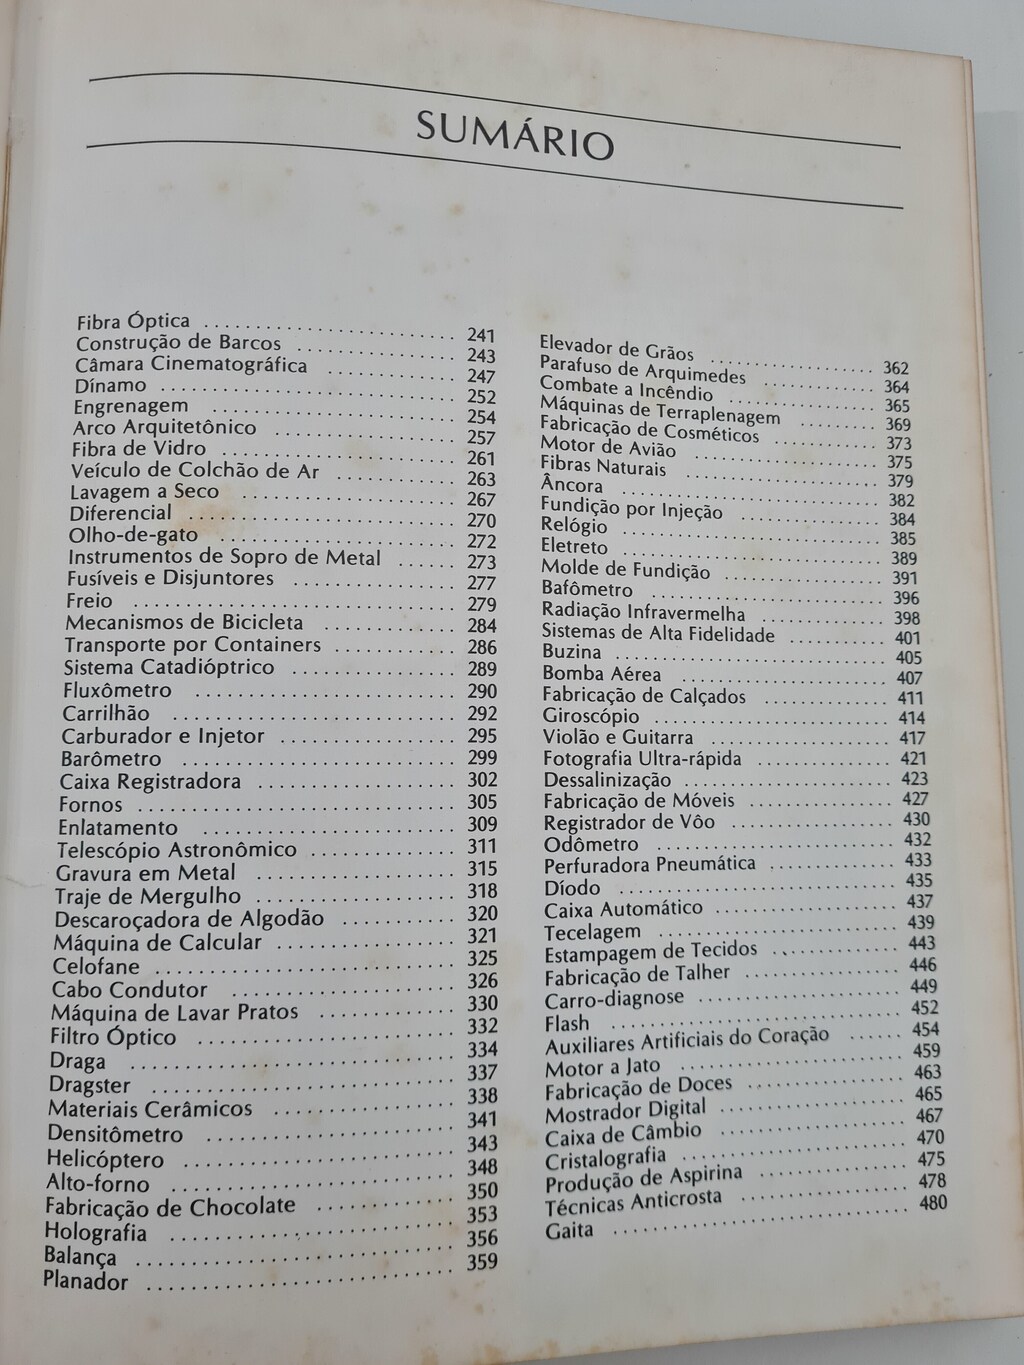 SUMÁRIO
Fibra Óptica ........................ 241
Construção de Barcos ................ 243
Câmara Cinematográfica ............. 247
Dínamo ............................ 252
Engrenagem ........................ 254
Arco Arquitetônico .................. 257
Fibra de Vidro ....................... 261
Veículo de Colchão de Ar ............ 263
Lavagem a Seco ..................... 267
Diferencial .......................... 270
Olho-de-gato ....................... 272
Instrumentos de Sopro de Metal ...... 273
Fusíveis e Disjuntores ................ 277
Freio ............................... 279
Mecanismos de Bicicleta ............. 284
Transporte por Containers ............ 286
Sistema Catadióptrico ................ 289
Fluxômetro ......................... 290
Carrilhão ........................... 292
Carburador e Injetor ................. 295
Barômetro .......................... 299
Caixa Registradora ................... 302
Fornos .............................. 305
Enlatamento ........................ 309
Telescópio Astronômico .............. 311
Gravura em Metal ................... 315
Traje de Mergulho ................... 318
Descaroçadora de Algodão ........... 320
Máquina de Calcular ................. 321
Celofane ............................ 325
Cabo Condutor ..................... 326
Máquina de Lavar Pratos ............. 330
Filtro Óptico ........................ 332
Draga .............................. 334
Dragster ............................ 337
Materiais Cerâmicos ................. 338
Densitômetro ....................... 341
Helicóptero ......................... 343
Alto-forno .......................... 348
Fabricação de Chocolate ............. 350
Holografia .......................... 353
Balança ............................. 356
Planador ............................ 359
Elevador de Grãos ................... 362
Parafuso de Arquimedes ............. 364
Combate a Incêndio ................. 365
Máquinas de Terraplenagem ......... 369
Fabricação de Cosméticos ............ 373
Motor de Avião ..................... 375
Fibras Naturais ...................... 379
Âncora ............................. 382
Fundição por Injeção ................ 384
Relógio ............................. 385
Eletreto ............................. 389
Molde de Fundição .................. 391
Bafômetro .......................... 396
Radiação Infravermelha .............. 398
Sistemas de Alta Fidelidade .......... 401
Buzina .............................. 405
Bomba Aérea ....................... 407
Fabricação de Calçados .............. 411
Giroscópio .......................... 414
Violão e Guitarra .................... 417
Fotografia Ultra-rápida ............... 421
Dessalinização ....................... 423
Fabricação de Móveis ................ 427
Registrador de Vôo .................. 430
Odômetro .......................... 432
Perfuradora Pneumática .............. 433
Díodo .............................. 435
Caixa Automático .................... 437
Tecelagem .......................... 439
Estampagem de Tecidos .............. 443
Fabricação de Talher ................. 446
Carro-diagnose ...................... 449
Flash ............................... 452
Auxiliares Artificiais do Coração ...... 454
Motor a Jato ........................ 459
Fabricação de Doces ................. 463
Mostrador Digital .................... 465
Caixa de Câmbio .................... 467
Cristalografia ........................ 470
Produção de Aspirina ................ 475
Técnicas Anticrosta .................. 478
Gaita ............................... 480